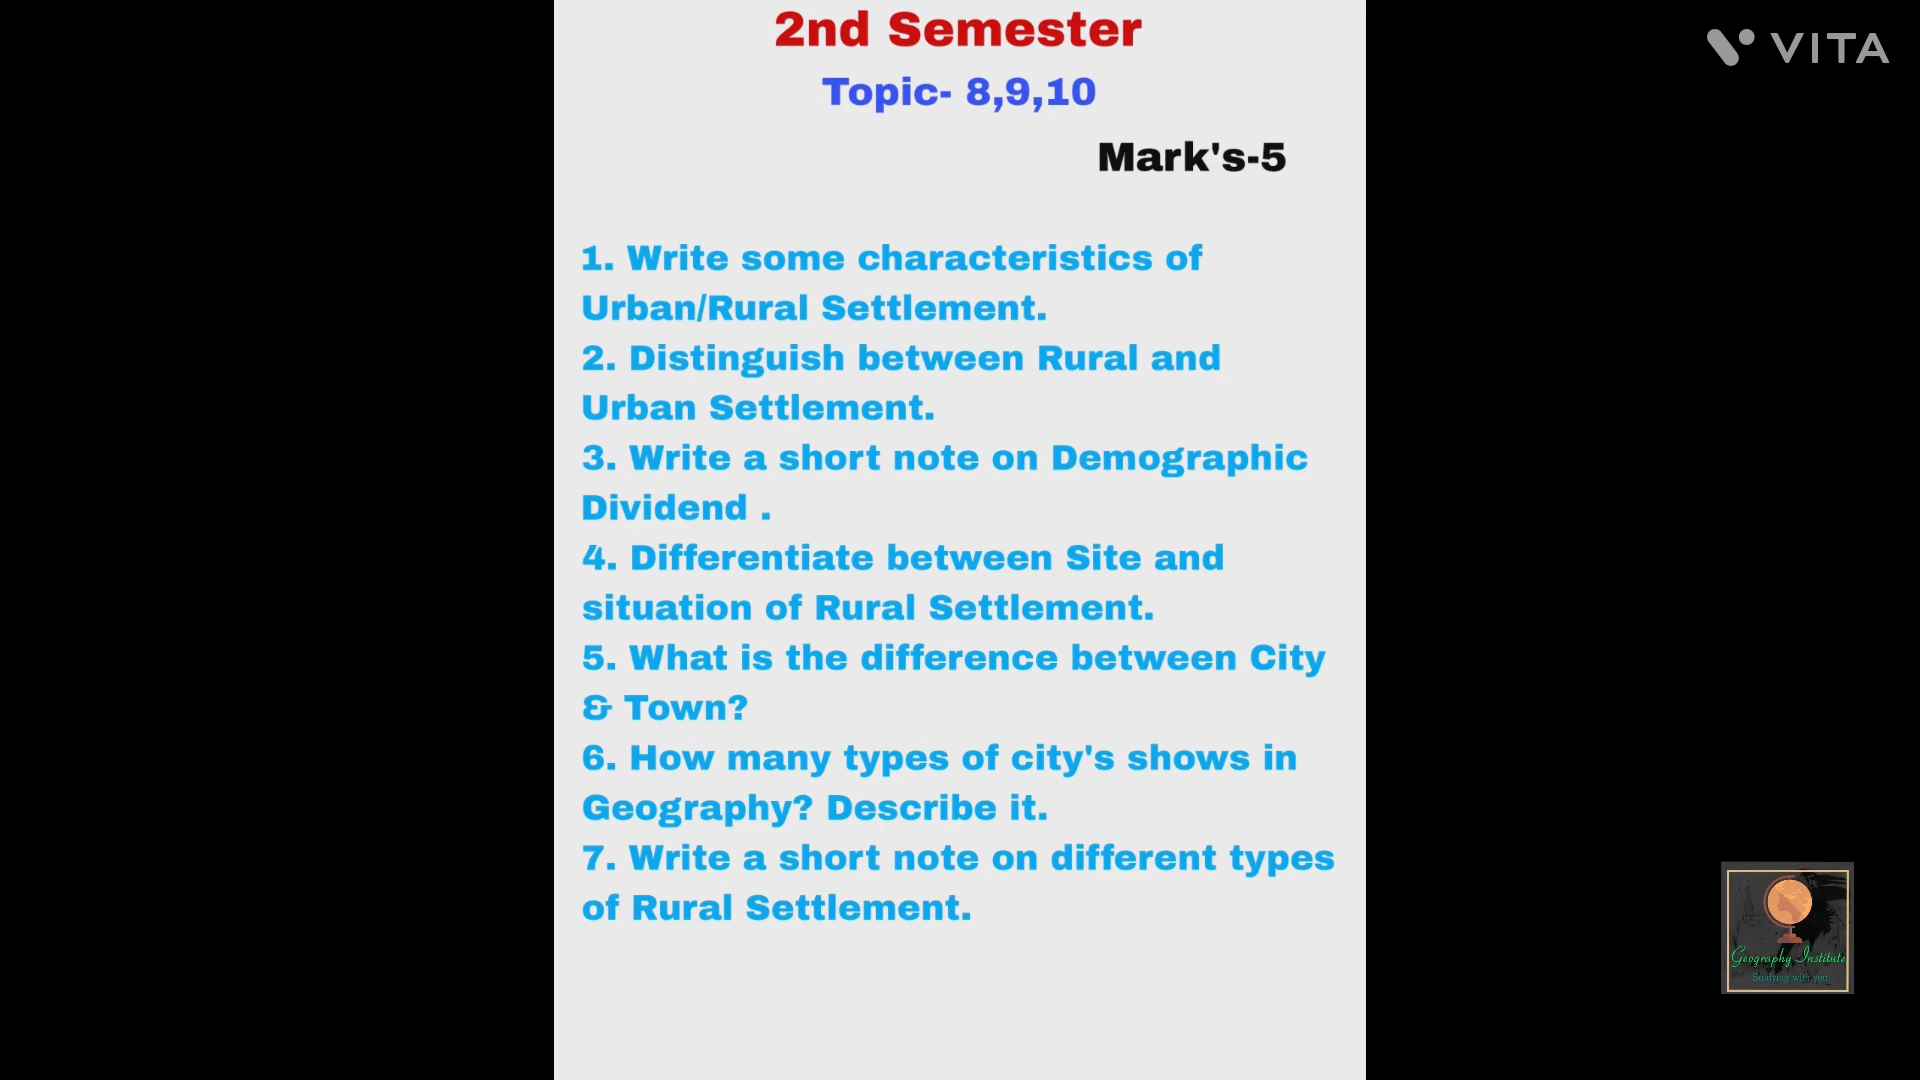 2nd Semester
Topic- 8,9,10
Mark's-5
1. Write some characteristics of
Urban/Rural Settlement.
2. Distinguish between Rural and
Urban Settlement.
3. Write a short note on Demographic
Dividend .
4. Differentiate between Site and
situation of Rural Settlement.
5. What is the difference between City
& Town?
6. How many types of city's shows in
Geography? Describe it.
7. Write a short note on different types
of Rural Settlement.
VITA
Geography Institute
Studying with you